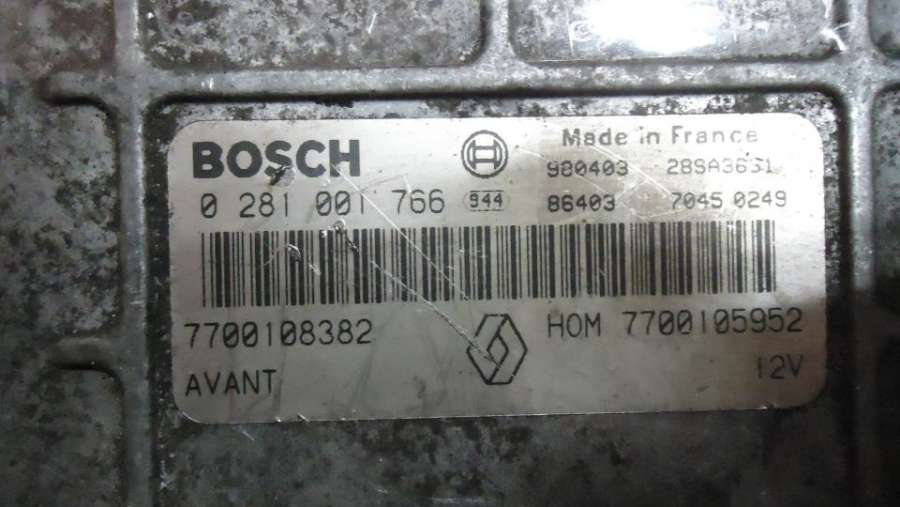 BOSCH
Made in France
980403 28SA3631
0 281 001 766 944
86403 7045 0249
7700108382
HOM 7700105952
AVANT
12V